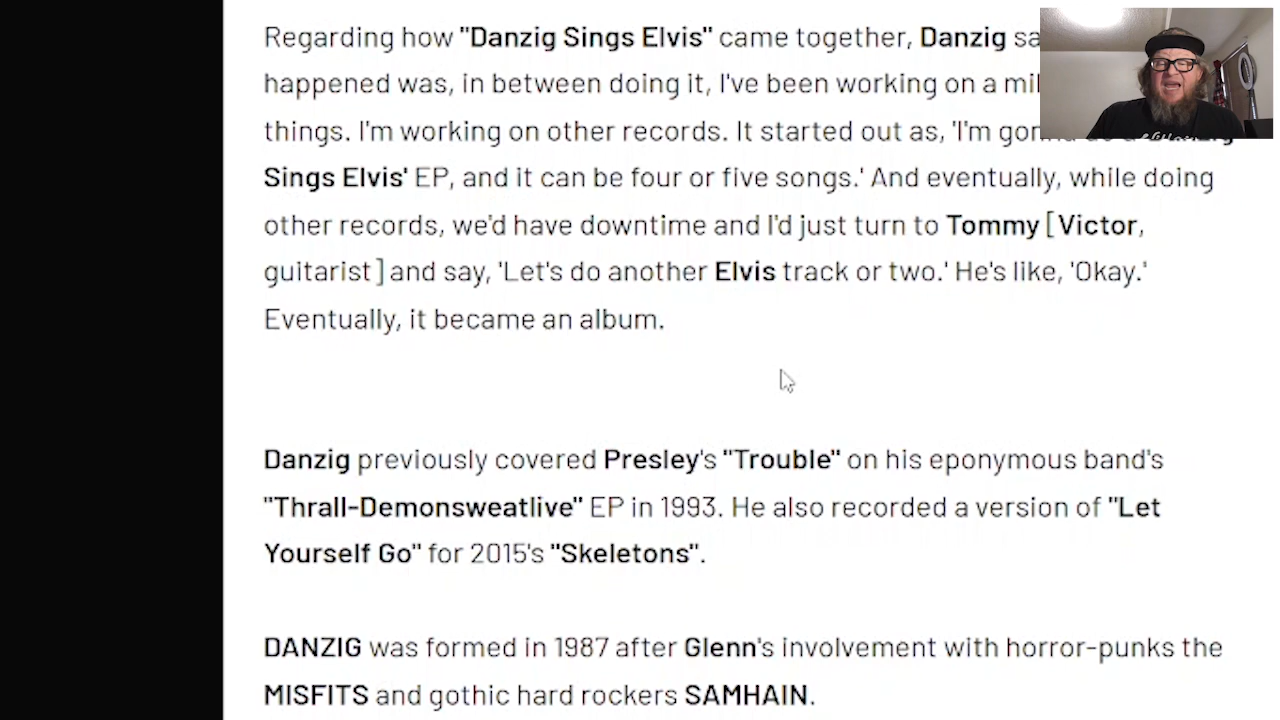 Regarding how "Danzig Sings Elvis" came together, Danzig
happened was, in between doing it, I've been working on a
things. I'm working on other records. It started out as, 'I'm
Sings Elvis' EP, and it can be four or five songs.' And eventually, while doing
other records, we'd have downtime and I'd just turn to Tommy [Victor,
guitarist] and say, 'Let's do another Elvis track or two.' He's like, 'Okay.'
Eventually, it became an album.
Danzig previously covered Presley's "Trouble" on his eponymous band's
"Thrall-Demonsweatlive" EP in 1993. He also recorded a version of "Let
Yourself Go" for 2015's "Skeletons".
DANZIG was formed in 1987 after Glenn's involvement with horror-punks the
MISFITS and gothic hard rockers SAMHAIN.